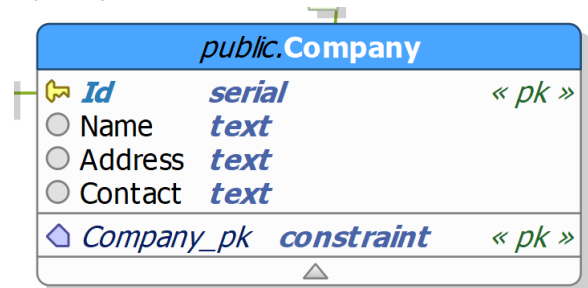 public.Company
Id serial « pk »
Name text
Address text
Contact text
Company_pk constraint « pk »